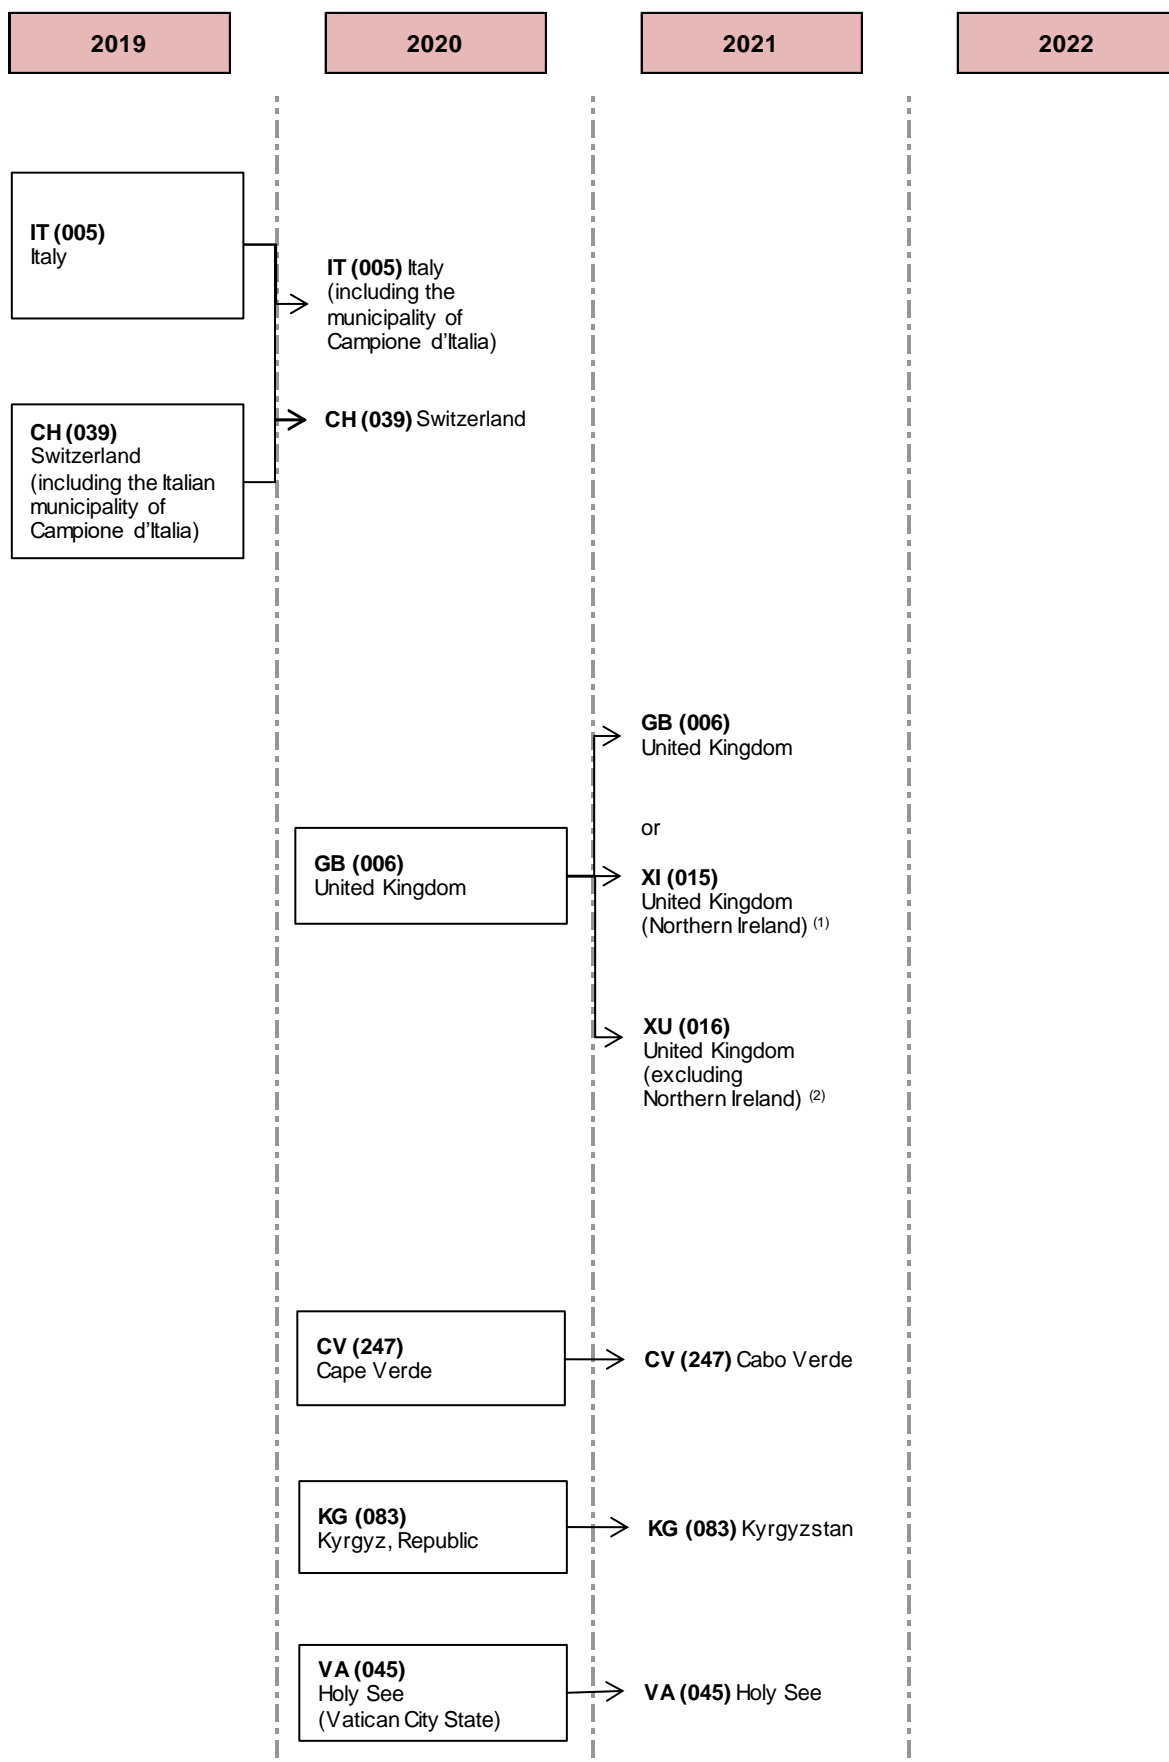 2019
2020
2021
2022
IT (005)
Italy
IT (005) Italy
(including the
municipality of
Campione d’Italia)
CH (039)
Switzerland
(including the Italian
municipality of
Campione d’Italia)
CH (039) Switzerland
GB (006)
United Kingdom
GB (006)
United Kingdom
or
XI (015)
United Kingdom
(Northern Ireland) (1)
XU (016)
United Kingdom
(excluding
Northern Ireland) (2)
CV (247)
Cape Verde
CV (247) Cabo Verde
KG (083)
Kyrgyz, Republic
KG (083) Kyrgyzstan
VA (045)
Holy See
(Vatican City State)
VA (045) Holy See